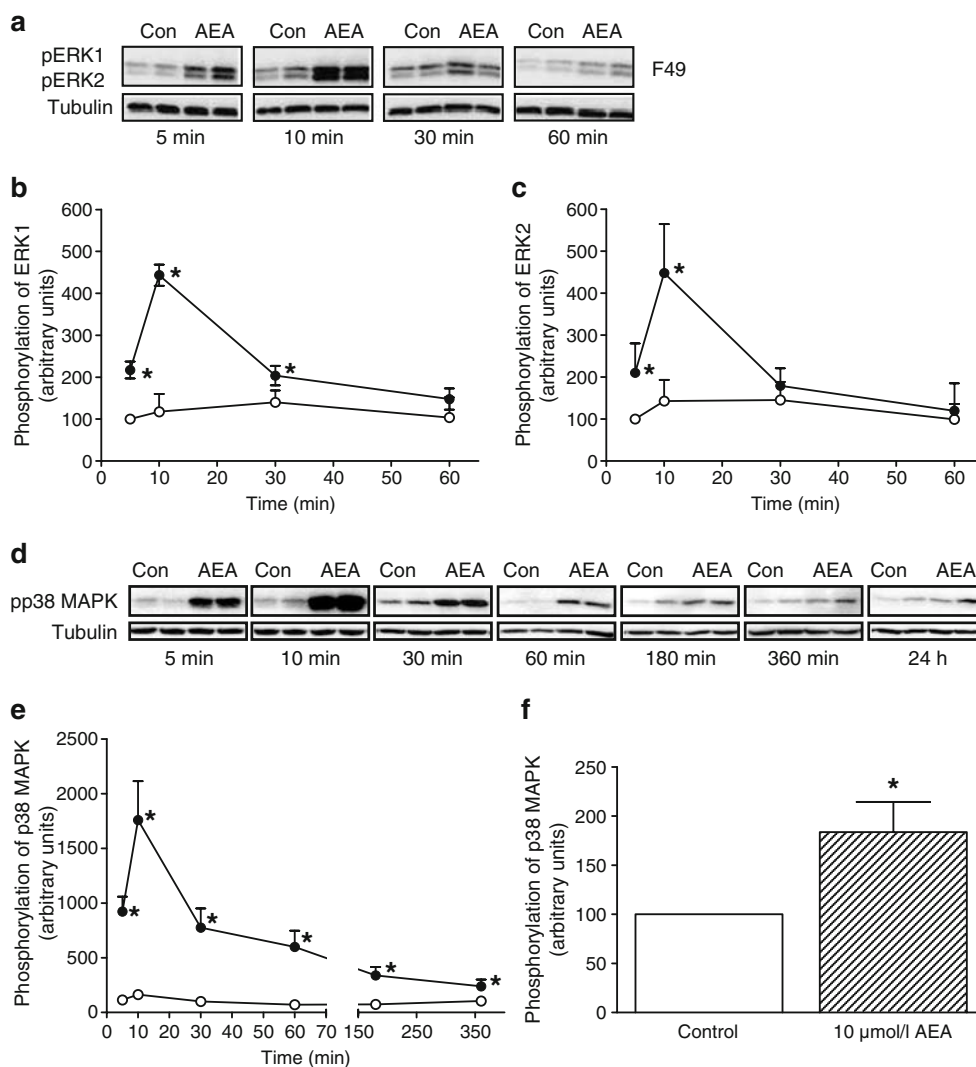 a
Con AEA Con AEA Con AEA Con AEA
pERK1
pERK2
F49
Tubulin
5 min 10 min 30 min 60 min
b
Phosphorylation of ERK1
(arbitrary units)
600
500
400
300
200
100
0
*
*
*
0 10 20 30 40 50 60
Time (min)
c
Phosphorylation of ERK2
(arbitrary units)
600
500
400
300
200
100
0
*
*
0 10 20 30 40 50 60
Time (min)
d
Con AEA Con AEA Con AEA Con AEA Con AEA Con AEA Con AEA
pp38 MAPK
Tubulin
5 min 10 min 30 min 60 min 180 min 360 min 24 h
e
Phosphorylation of p38 MAPK
(arbitrary units)
2500
2000
1500
1000
500
0
*
*
*
*
*
*
0 10 20 30 40 50 60 70 150 200 250 300 350
Time (min)
f
Phosphorylation of p38 MAPK
(arbitrary units)
250
200
150
100
50
0
*
Control 10 µmol/l AEA